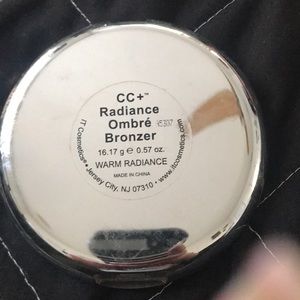 CC+™
Radiance
Ombré
Bronzer
16.17 g e 0.57 oz.
WARM RADIANCE
MADE IN CHINA
IT Cosmetics® • Jersey City, NJ 07310 • www.itcosmetics.com